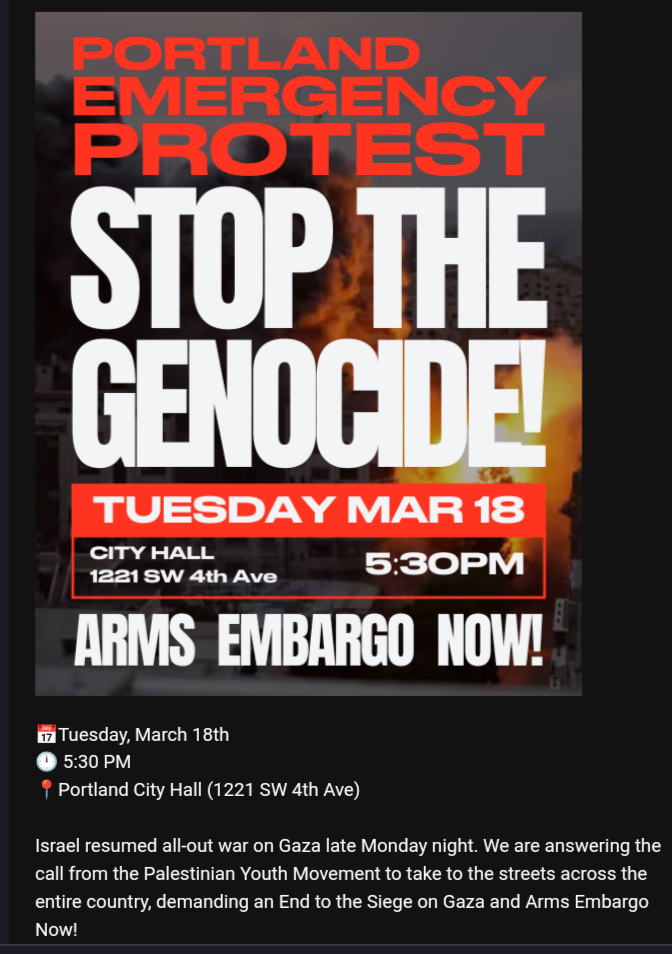 PORTLAND
EMERGENCY
PROTEST
STOP THE
GENOCIDE!
TUESDAY MAR 18
CITY HALL
1221 SW 4th Ave
5:30PM
ARMS EMBARGO NOW!
📅Tuesday, March 18th
🕛 5:30 PM
📍Portland City Hall (1221 SW 4th Ave)
Israel resumed all-out war on Gaza late Monday night. We are answering the
call from the Palestinian Youth Movement to take to the streets across the
entire country, demanding an End to the Siege on Gaza and Arms Embargo
Now!